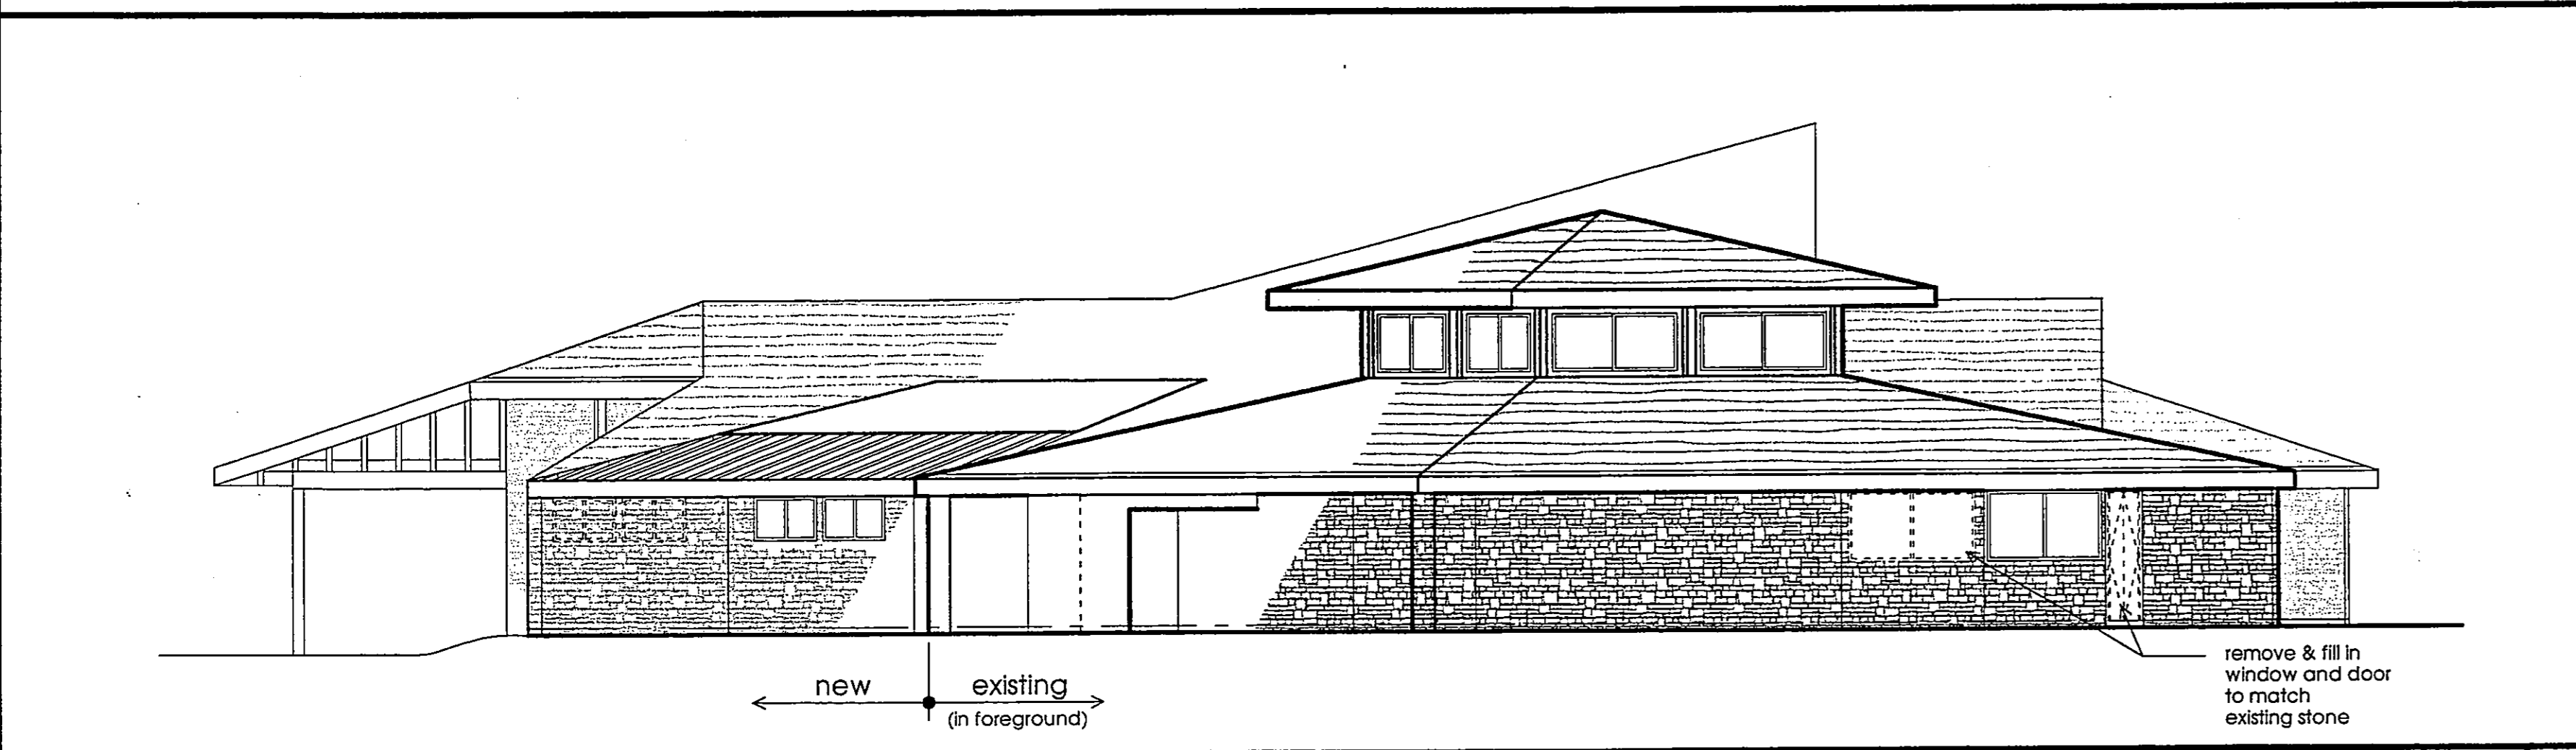 new
existing
(in foreground)
remove & fill in
window and door
to match
existing stone